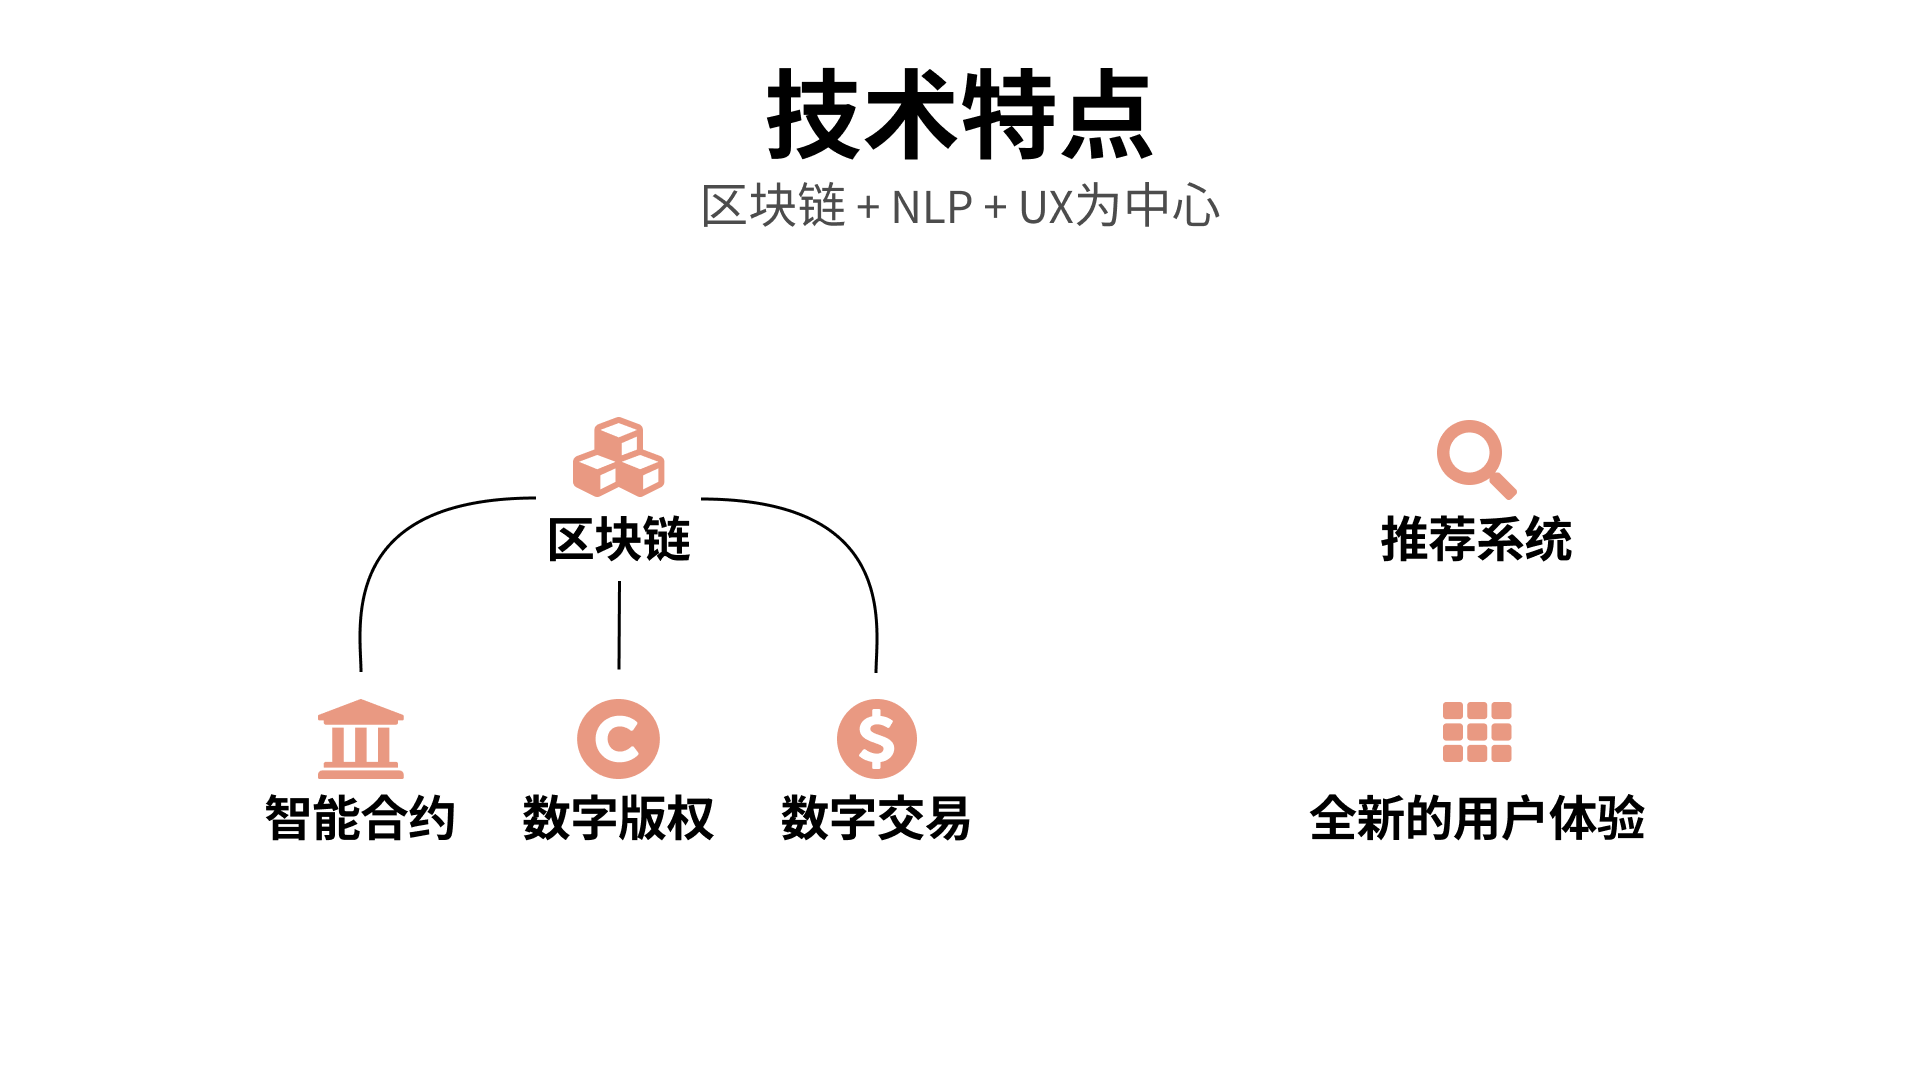 技术特点
区块链 + NLP + UX为中心
区块链
推荐系统
智能合约
数字版权
数字交易
全新的用户体验